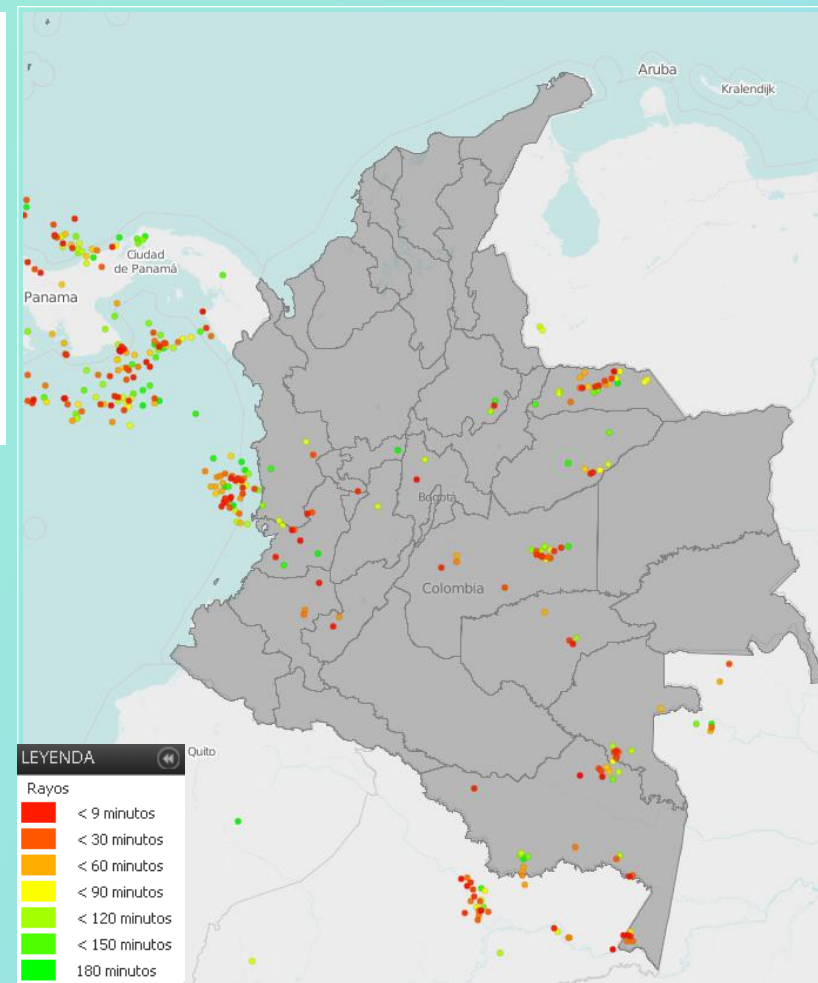 Aruba
Kralendijk
Ciudad
de Panamá
Panama
Bogotá
Colombia
Quito
LEYENDA
Rayos
< 9 minutos
< 30 minutos
< 60 minutos
< 90 minutos
< 120 minutos
< 150 minutos
180 minutos